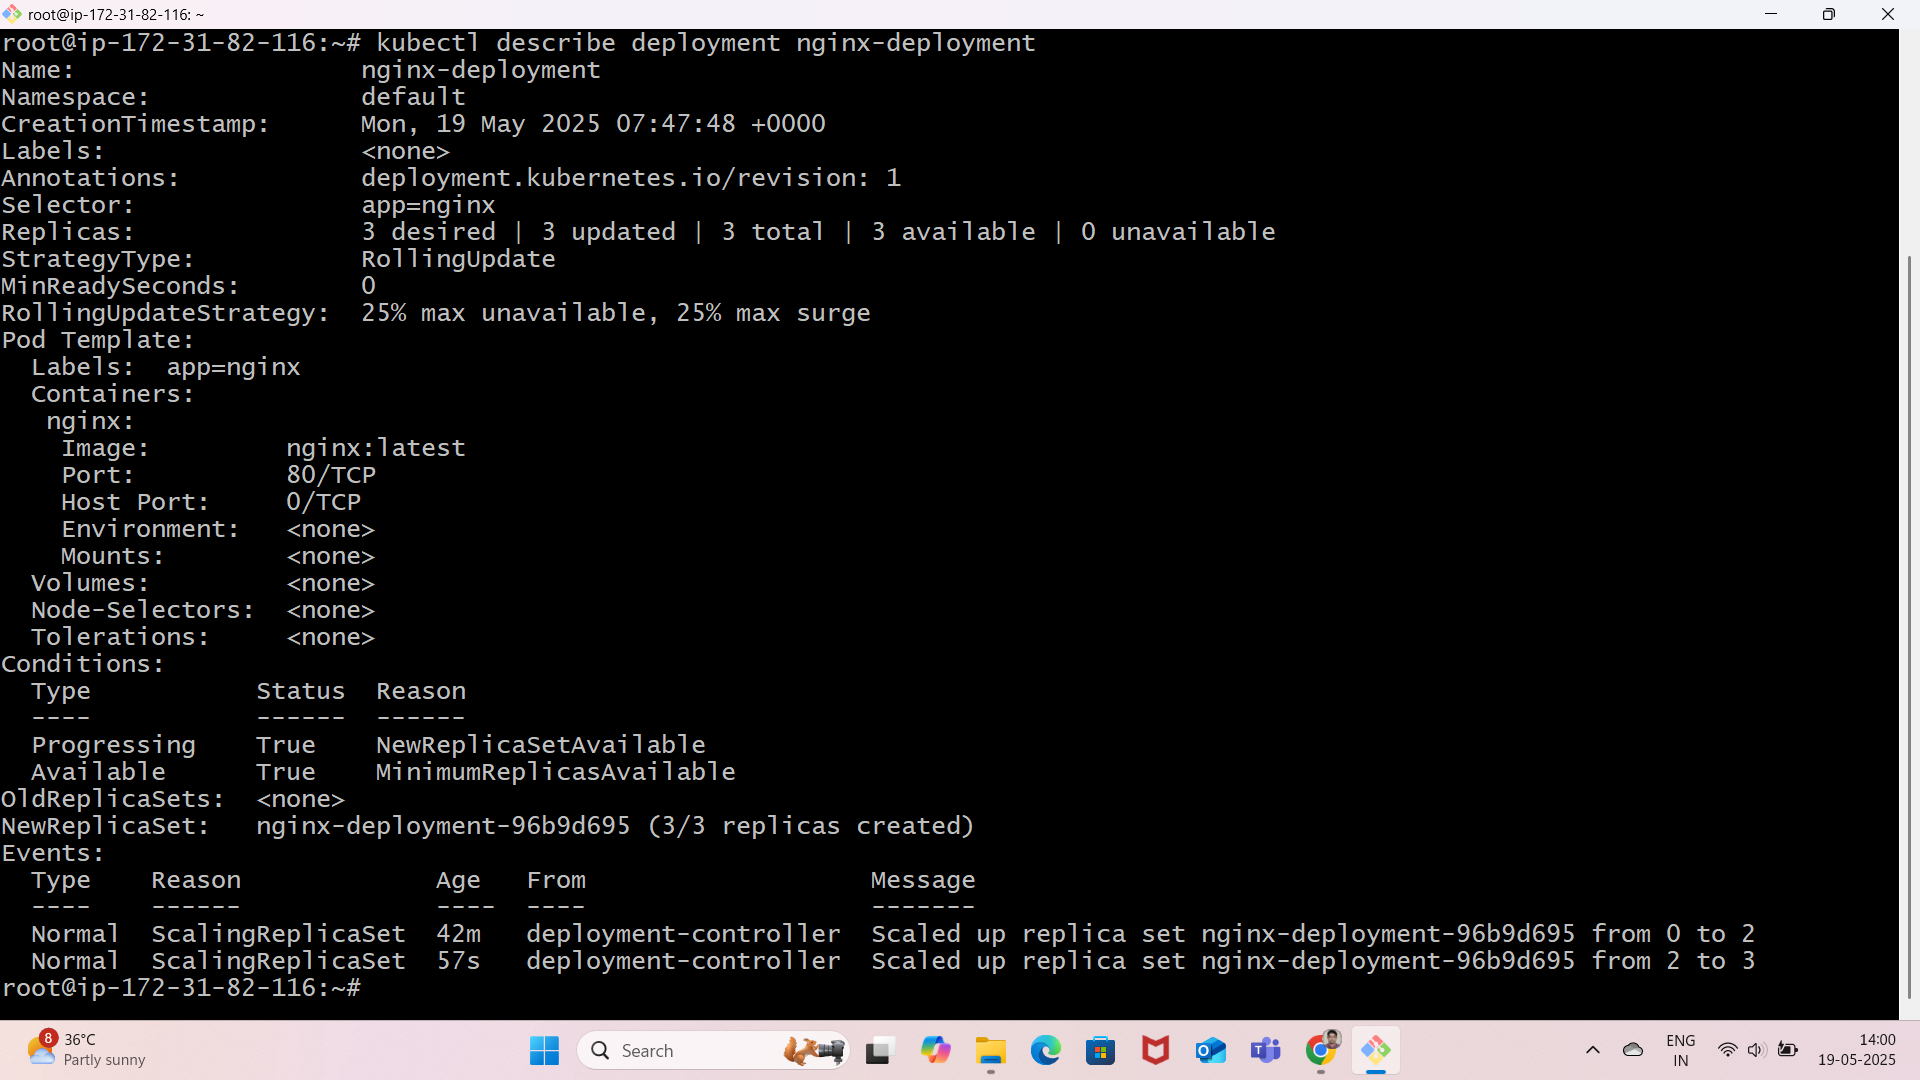 root@ip-172-31-82-116: ~
root@ip-172-31-82-116:~# kubectl describe deployment nginx-deployment
Name:                   nginx-deployment
Namespace:              default
CreationTimestamp:      Mon, 19 May 2025 07:47:48 +0000
Labels:                 <none>
Annotations:            deployment.kubernetes.io/revision: 1
Selector:               app=nginx
Replicas:               3 desired | 3 updated | 3 total | 3 available | 0 unavailable
StrategyType:           RollingUpdate
MinReadySeconds:        0
RollingUpdateStrategy:  25% max unavailable, 25% max surge
Pod Template:
  Labels:  app=nginx
  Containers:
   nginx:
    Image:         nginx:latest
    Port:          80/TCP
    Host Port:     0/TCP
    Environment:   <none>
    Mounts:        <none>
  Volumes:         <none>
  Node-Selectors:  <none>
  Tolerations:     <none>
Conditions:
  Type           Status  Reason
  ----           ------  ------
  Progressing    True    NewReplicaSetAvailable
  Available      True    MinimumReplicasAvailable
OldReplicaSets:  <none>
NewReplicaSet:   nginx-deployment-96b9d695 (3/3 replicas created)
Events:
  Type    Reason             Age   From                   Message
  ----    ------             ----  ----                   -------
  Normal  ScalingReplicaSet  42m   deployment-controller  Scaled up replica set nginx-deployment-96b9d695 from 0 to 2
  Normal  ScalingReplicaSet  57s   deployment-controller  Scaled up replica set nginx-deployment-96b9d695 from 2 to 3
root@ip-172-31-82-116:~#
8 36°C
Partly sunny
Search
ENG
IN
14:00
19-05-2025